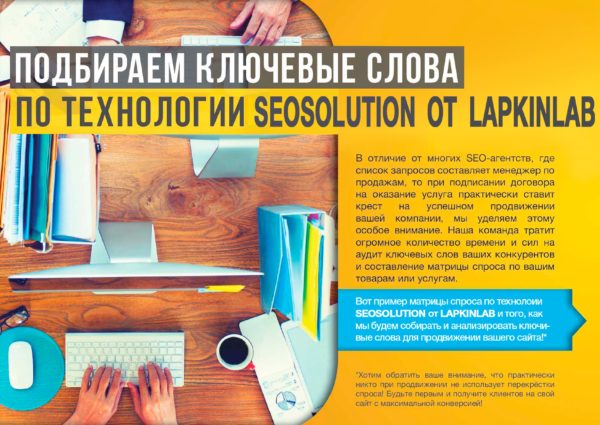 ПОДБИРАЕМ КЛЮЧЕВЫЕ СЛОВА
ПО ТЕХНОЛОГИИ SEOSOLUTION ОТ LAPKINLAB
В отличие от многих SEO-агентств, где
список запросов составляет менеджер по
продажам, то при подписании договора
на оказание услуга практически ставит
крест на успешном продвижении
вашей компании, мы уделяем этому
особое внимание. Наша команда тратит
огромное количество времени и сил на
аудит ключевых слов ваших конкурентов
и составление матрицы спроса по вашим
товарам или услугам.
Вот пример матрицы спроса по технолоии
SEOSOLUTION от LAPKINLAB и того, как
мы будем собирать и анализировать ключи-
вые слова для продвижении вашего сайта!"
"Хотим обратить ваше внимание, что практически
никто при продвижении не использует перекрёстки
спроса! Будьте первым и получите клиентов на свой
сайт с максимальной конверсией!